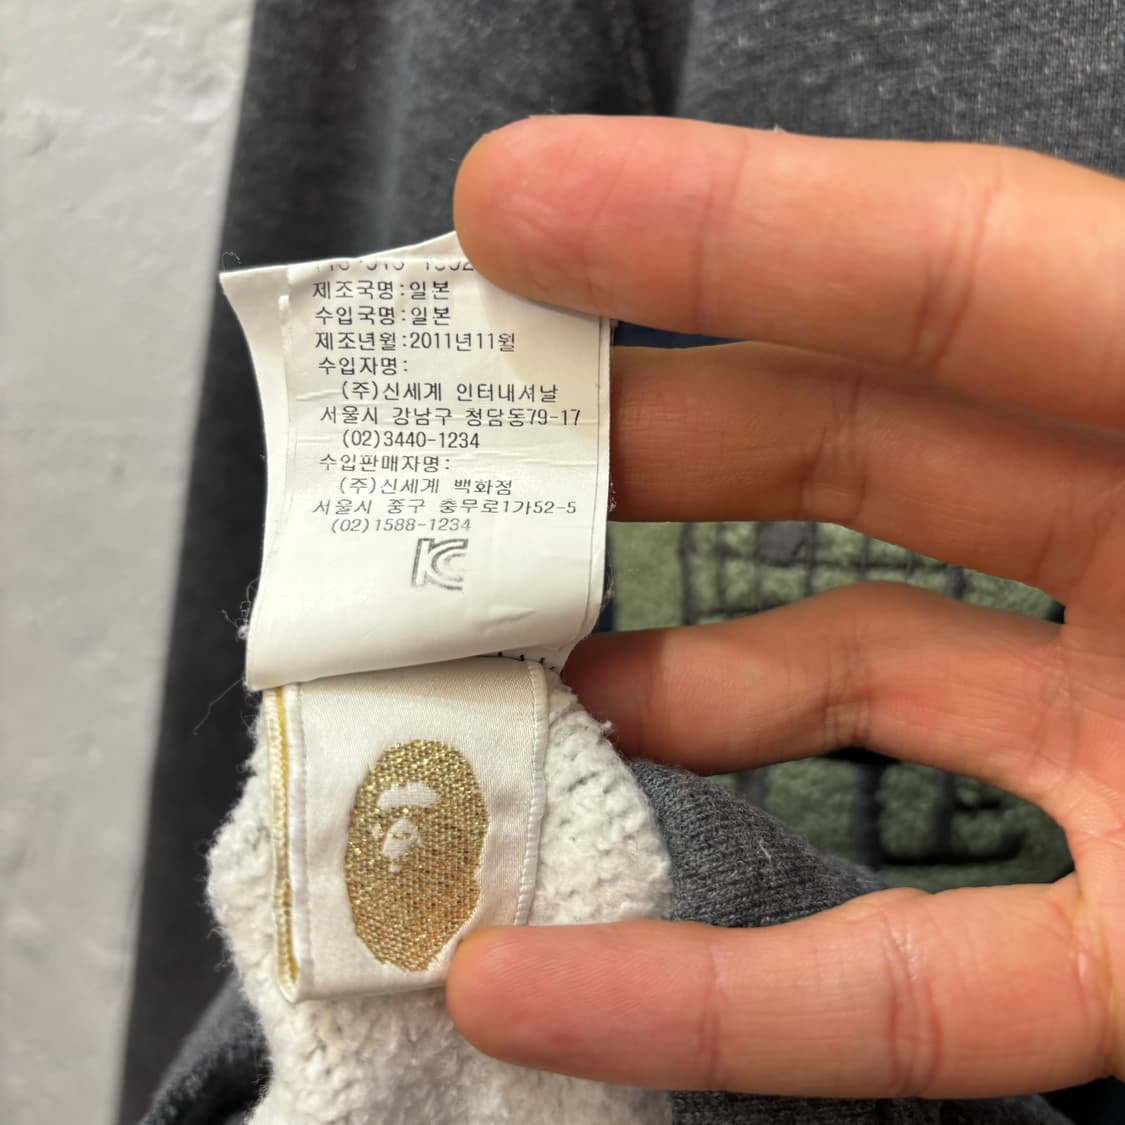 제조국명:일본
수입국명:일본
제조년월:2011년11월
수입자명:
(주)신세계 인터내셔날
서울시 강남구 청담동79-17
(02)3440-1234
수입판매자명:
(주)신세계 백화점
서울시 중구 충무로1가52-5
(02)1588-1234
KC